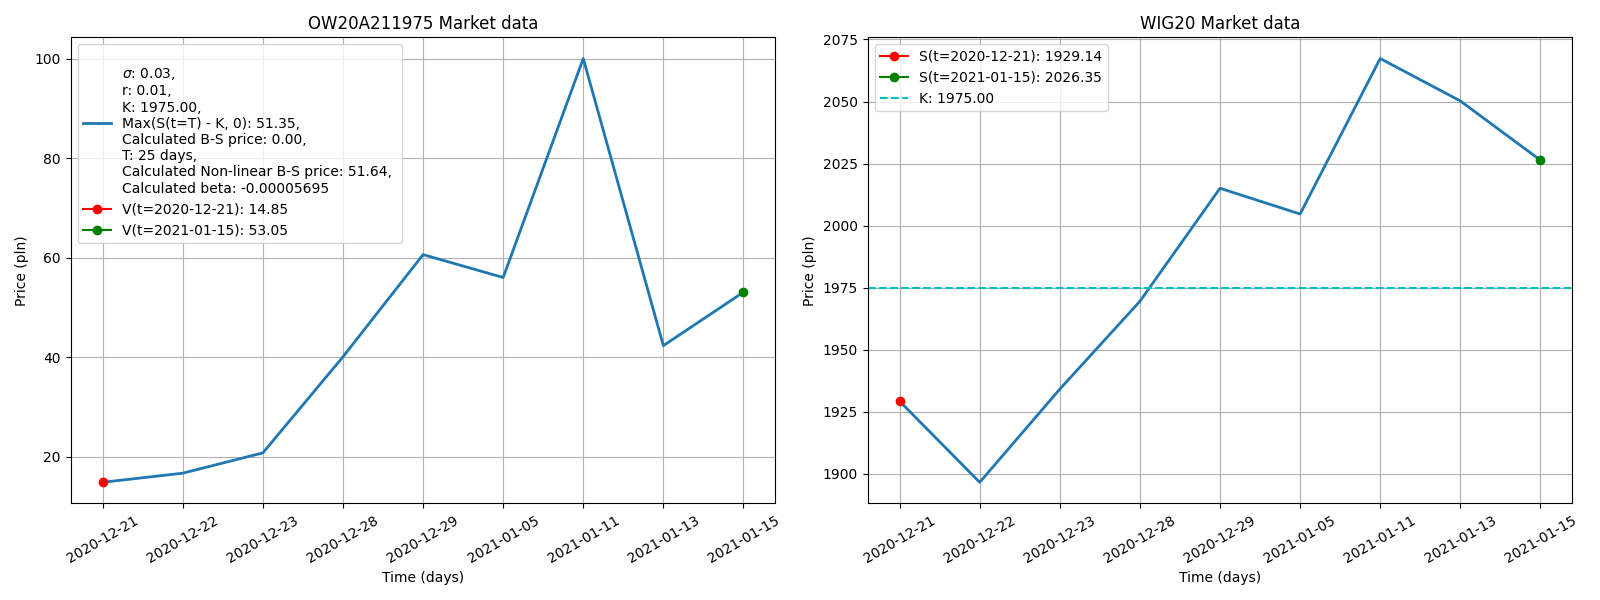 OW20A211975 Market data
σ: 0.03,
r: 0.01,
K: 1975.00,
Max(S(t=T) - K, 0): 51.35,
Calculated B-S price: 0.00,
T: 25 days,
Calculated Non-linear B-S price: 51.64,
Calculated beta: -0.00005695
V(t=2020-12-21): 14.85
V(t=2021-01-15): 53.05
100
80
60
40
20
Price (pln)
2020-12-21
2020-12-22
2020-12-23
2020-12-28
2020-12-29
2021-01-05
2021-01-11
2021-01-13
2021-01-15
Time (days)
WIG20 Market data
S(t=2020-12-21): 1929.14
S(t=2021-01-15): 2026.35
K: 1975.00
2075
2050
2025
2000
1975
1950
1925
1900
Price (pln)
2020-12-21
2020-12-22
2020-12-23
2020-12-28
2020-12-29
2021-01-05
2021-01-11
2021-01-13
2021-01-15
Time (days)